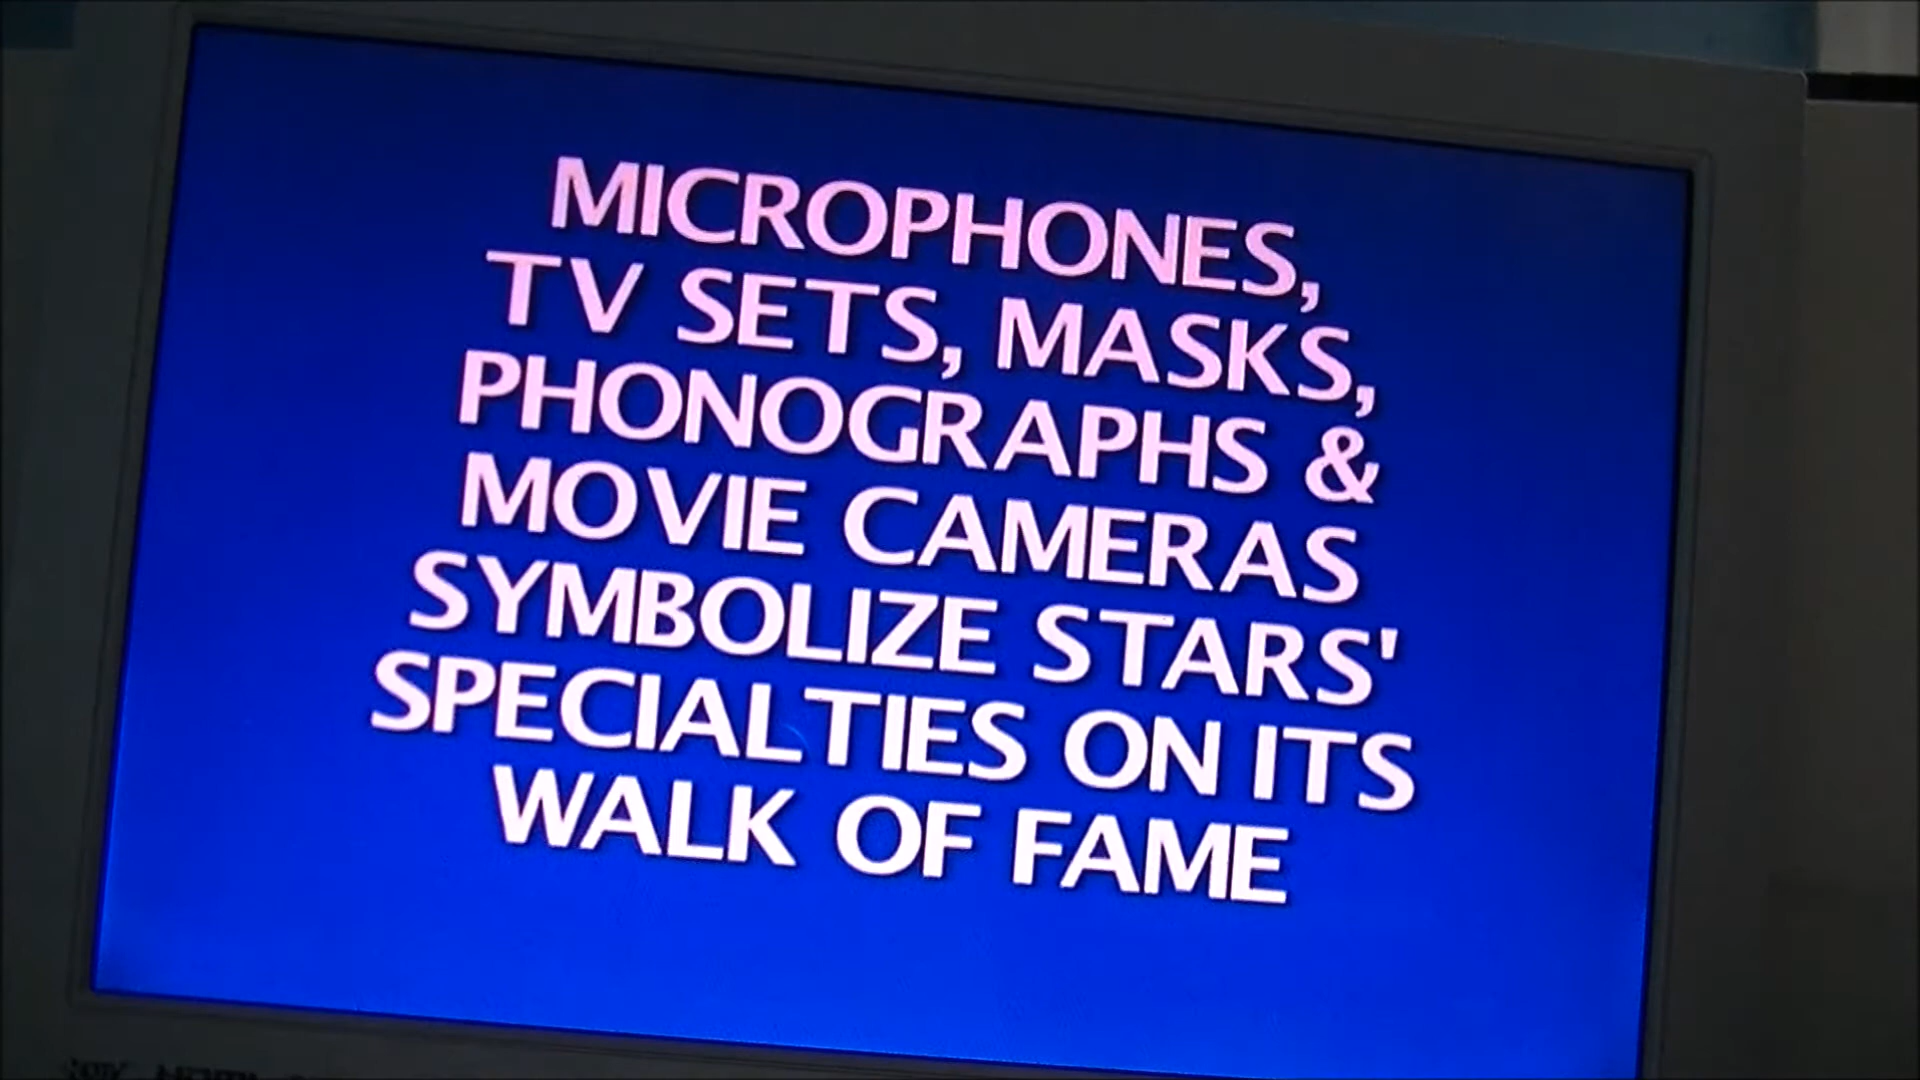 MICROPHONES,
TV SETS, MASKS,
PHONOGRAPHS &
MOVIE CAMERAS
SYMBOLIZE STARS'
SPECIALTIES ON ITS
WALK OF FAME